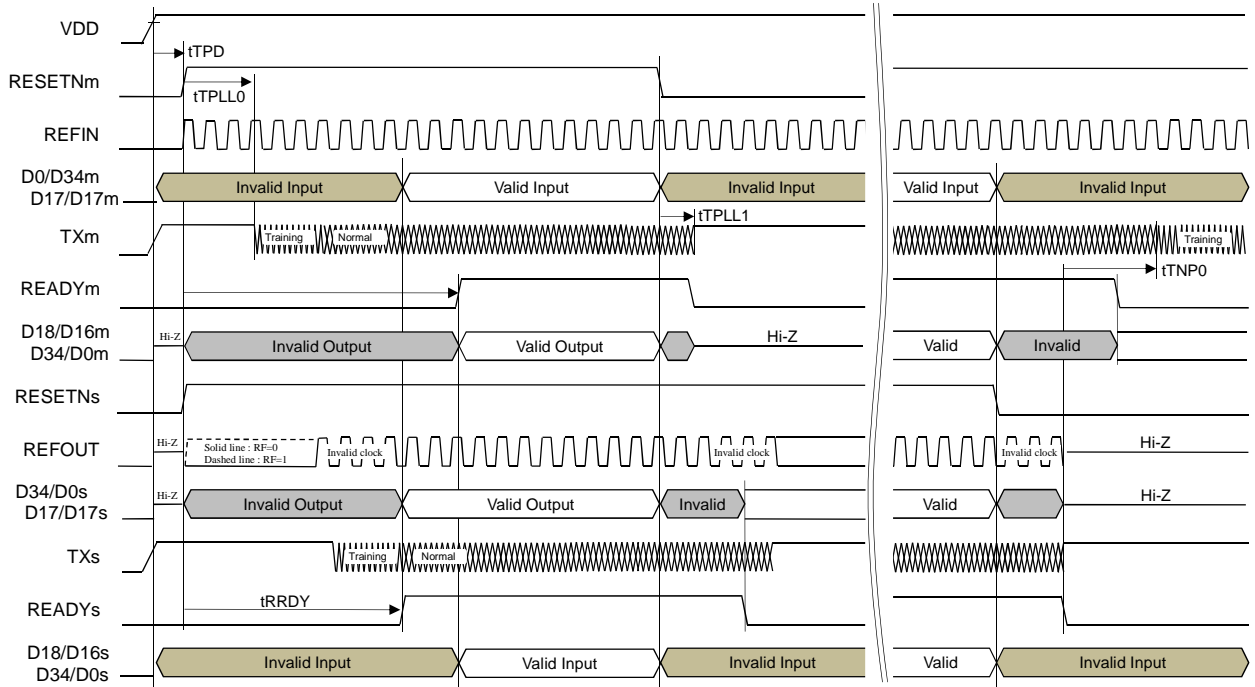 VDD
tTPD
RESETNm
tTPLL0
REFIN
D0/D34m
D17/D17m
Invalid Input
Valid Input
Invalid Input
Valid Input
Invalid Input
tTPLL1
TXm
Training
Normal
Training
tTNP0
READYm
D18/D16m
D34/D0m
Hi-Z
Invalid Output
Valid Output
Hi-Z
Valid
Invalid
RESETNs
REFOUT
Hi-Z
Solid line : RF=0
Dashed line : RF=1
Invalid clock
Invalid clock
Invalid clock
Hi-Z
D34/D0s
D17/D17s
Hi-Z
Invalid Output
Valid Output
Invalid
Valid
Hi-Z
TXs
Training
Normal
READYs
tRRDY
D18/D16s
D34/D0s
Invalid Input
Valid Input
Invalid Input
Valid
Invalid Input